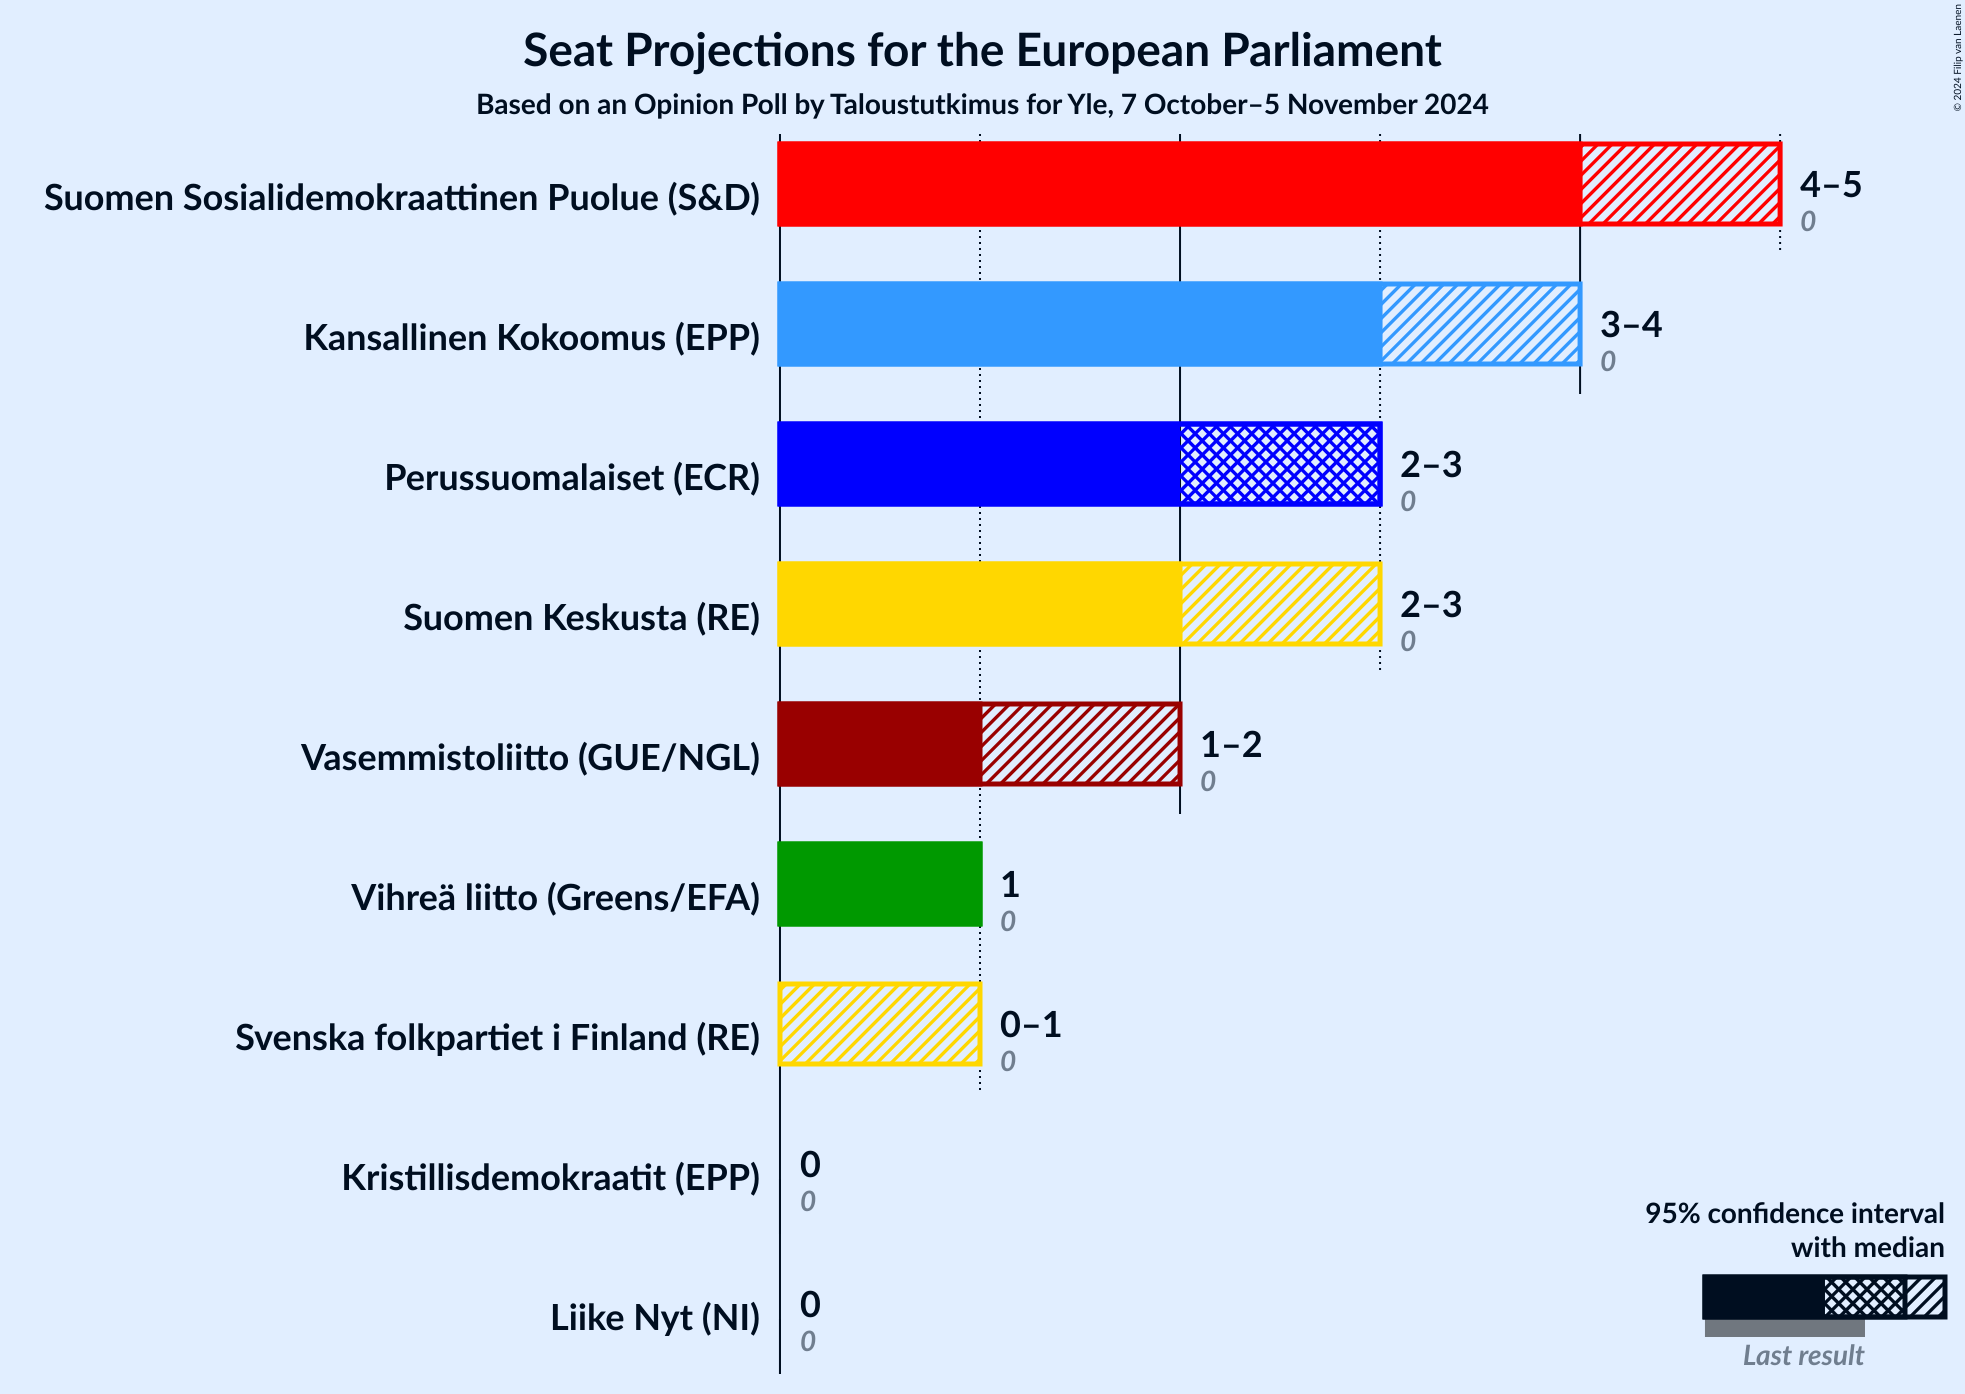 Seat Projections for the European Parliament
Based on an Opinion Poll by Taloustutkimus for Yle, 7 October–5 November 2024
© 2024 Filip van Laenen
Suomen Sosialidemokraattinen Puolue (S&D)
4–5
0
Kansallinen Kokoomus (EPP)
3–4
0
Perussuomalaiset (ECR)
2–3
0
Suomen Keskusta (RE)
2–3
0
Vasemmistoliitto (GUE/NGL)
1–2
0
Vihreä liitto (Greens/EFA)
1
0
Svenska folkpartiet i Finland (RE)
0–1
0
Kristillisdemokraatit (EPP)
0
0
Liike Nyt (NI)
0
0
95% confidence interval
with median
Last result